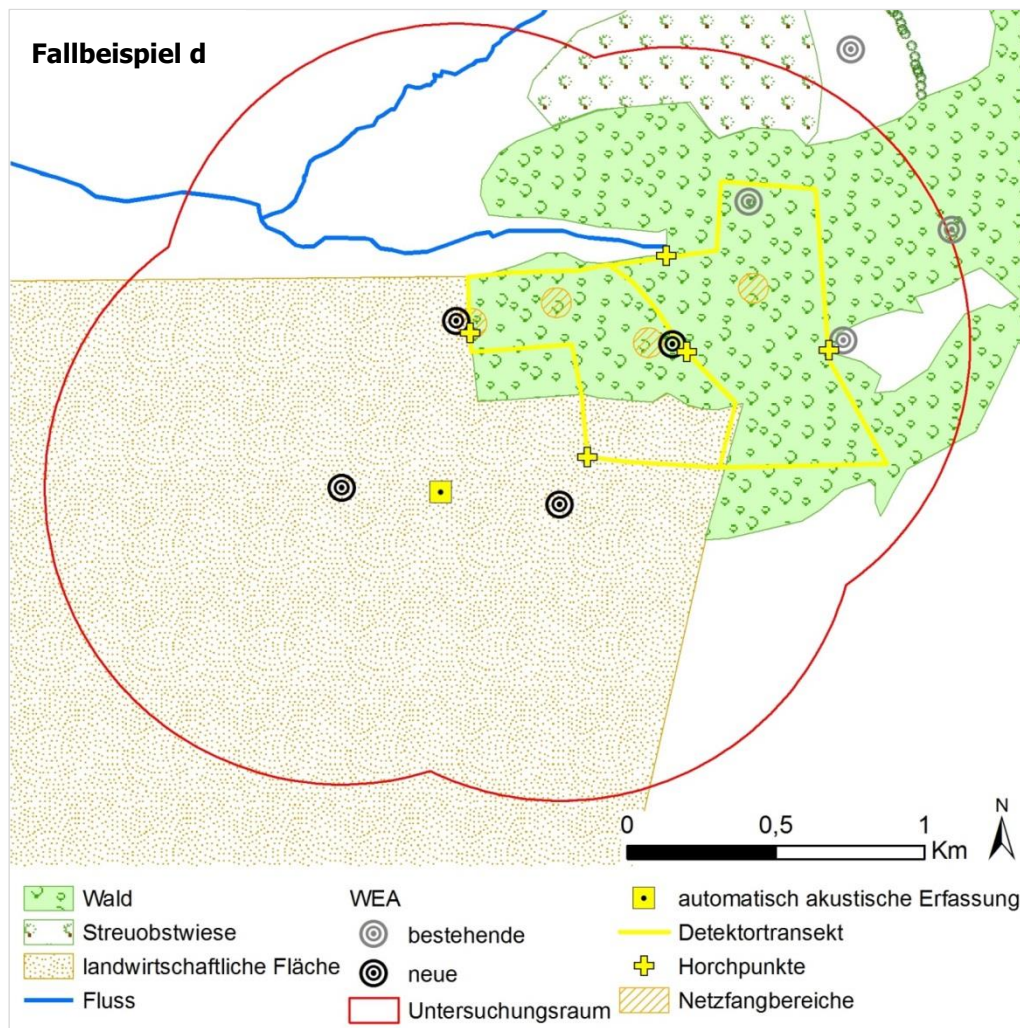 Fallbeispiel d
N
0 0,5 1
Km
Wald
Streuobstwiese
landwirtschaftliche Fläche
Fluss
WEA
bestehende
neue
Untersuchungsraum
automatisch akustische Erfassung
Detektortransekt
Horchpunkte
Netzfangbereiche